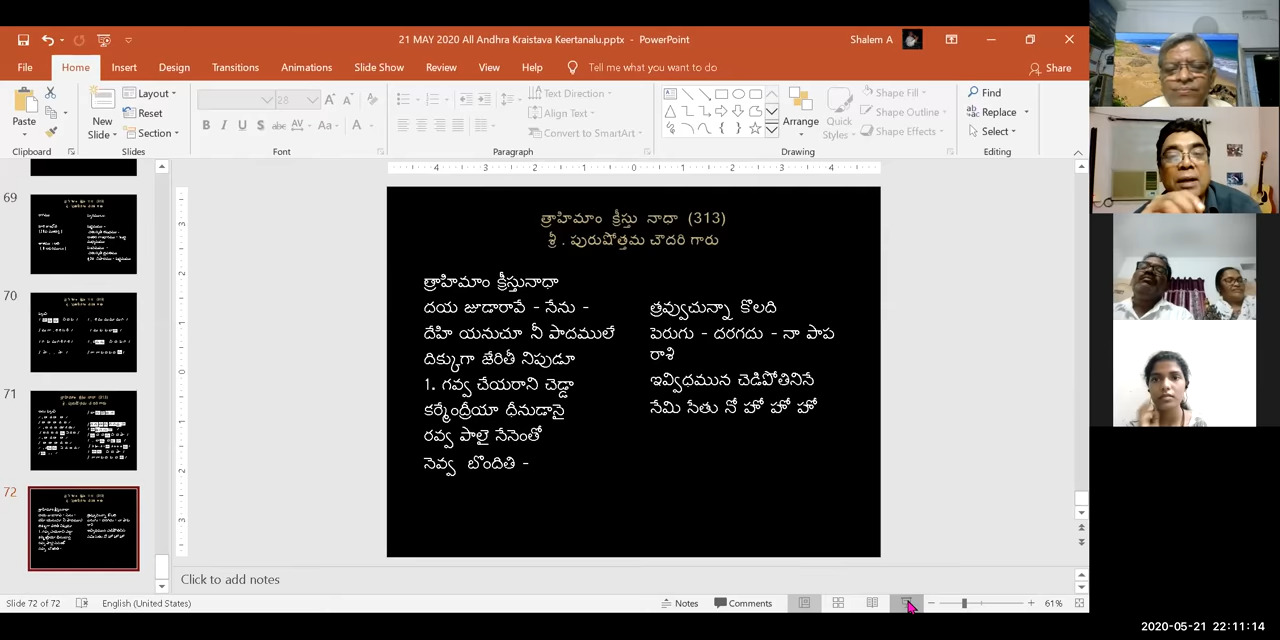 21 MAY 2020 All Andhra Kraistava Keertanalu.pptx - PowerPoint
Shalem A
File Home Insert Design Transitions Animations Slide Show Review View Help Tell me what you want to do Share
Paste
Clipboard
New Slide
Layout
Reset
Section
Slides
28
Font
Paragraph
Text Direction
Align Text
Convert to SmartArt
Arrange
Quick Styles
Shape Fill
Shape Outline
Shape Effects
Drawing
Find
Replace
Select
Editing
69
70
71
72
త్రాహిమాం క్రీస్తు నాధా (313)
శ్రీ . పురుషోత్తమ చౌదరి గారు
త్రాహిమాం క్రీస్తునాధా
దయ జూడారావే - నేను -
దేహి యనుచూ నీ పాదములే
దిక్కుగా జేరితీ నిపుడూ
1. గవ్వ చేయరాని చెడ్డా
కర్మేంద్రీయా ధీనుడానై
రవ్వ పాలై నేనెంతో
నెవ్వ బొందితి -
త్రవ్వుచున్నా కొలది
పెరుగు - దరగదు - నా పాప
రాశి
ఇవ్విధమున చెడిపోతినినే
నేమి సేతు నో హో హో హో
Click to add notes
Slide 72 of 72 English (United States) Notes Comments 61%
2020-05-21 22:11:14